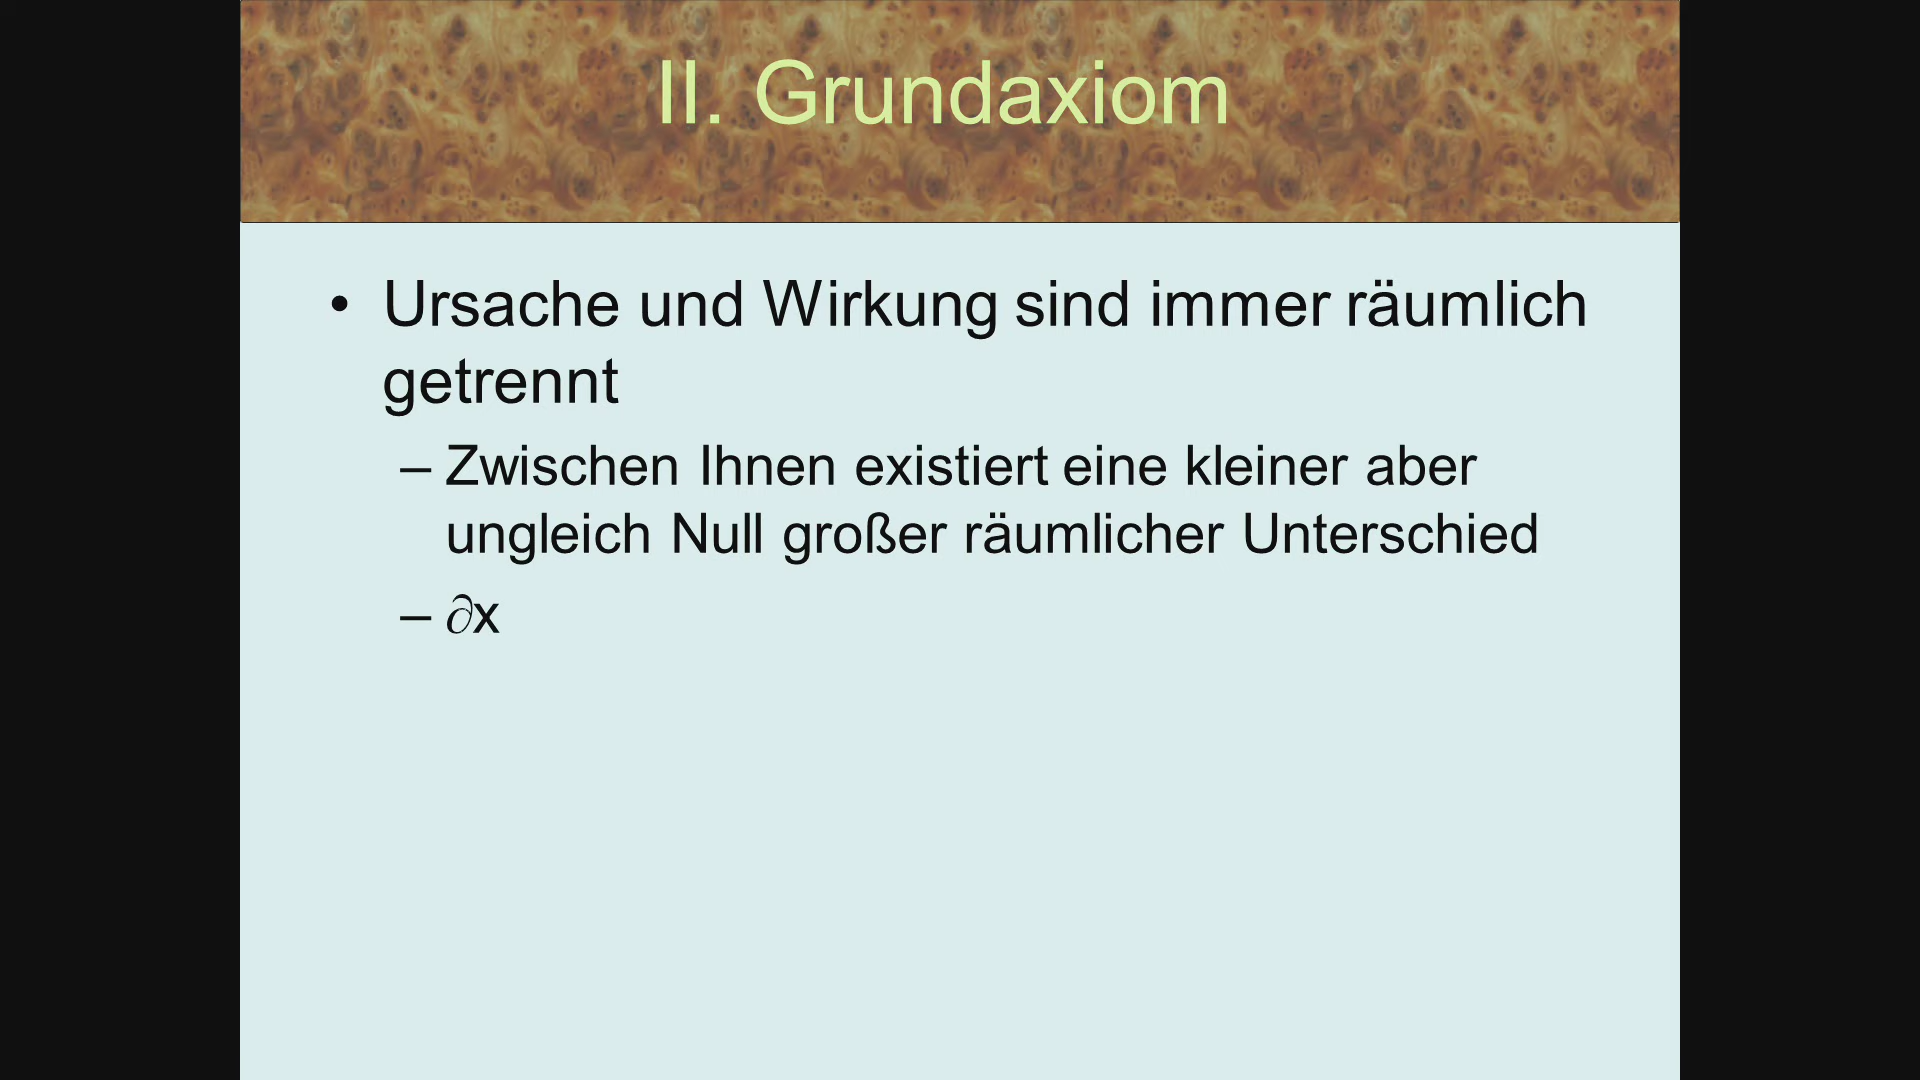 II. Grundaxiom
• Ursache und Wirkung sind immer räumlich
getrennt
– Zwischen Ihnen existiert eine kleiner aber
ungleich Null großer räumlicher Unterschied
– ∂x